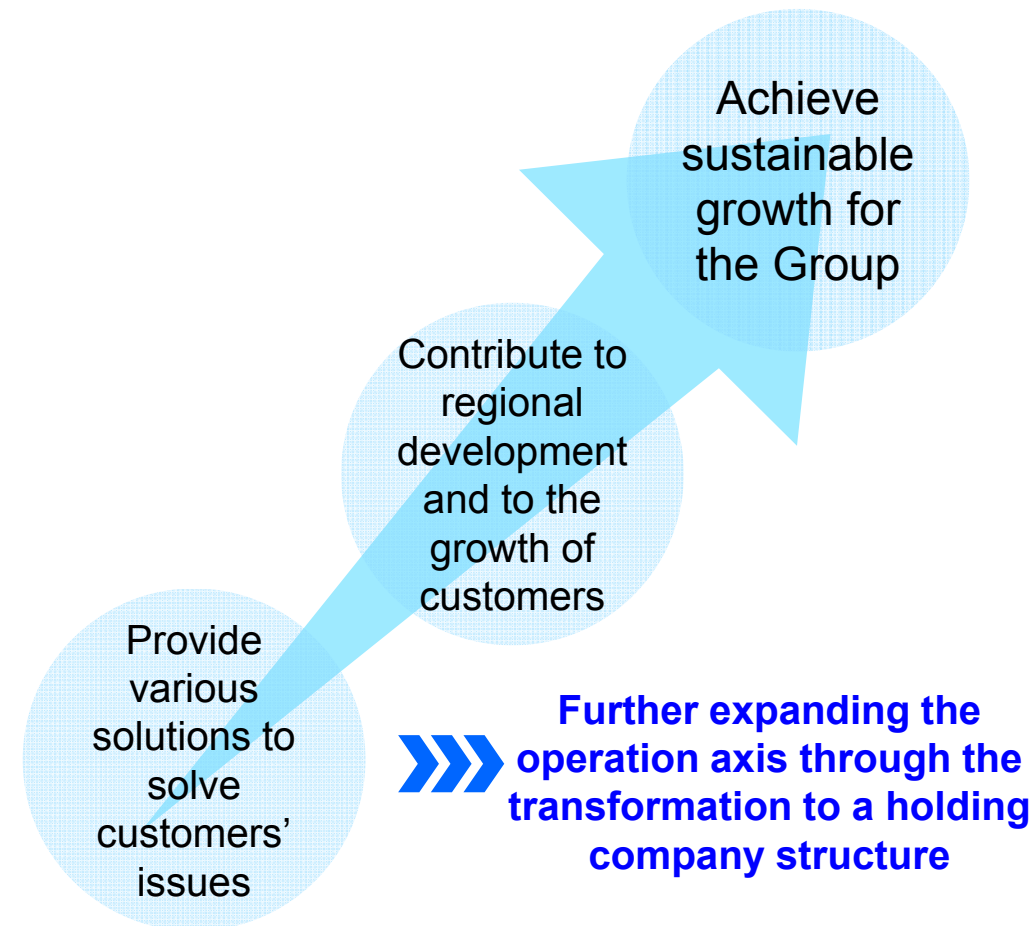 Achieve
sustainable
growth for
the Group
Contribute to
regional
development
and to the
growth of
customers
Provide
various
solutions to
solve
customers’
issues
Further expanding the
operation axis through the
transformation to a holding
company structure